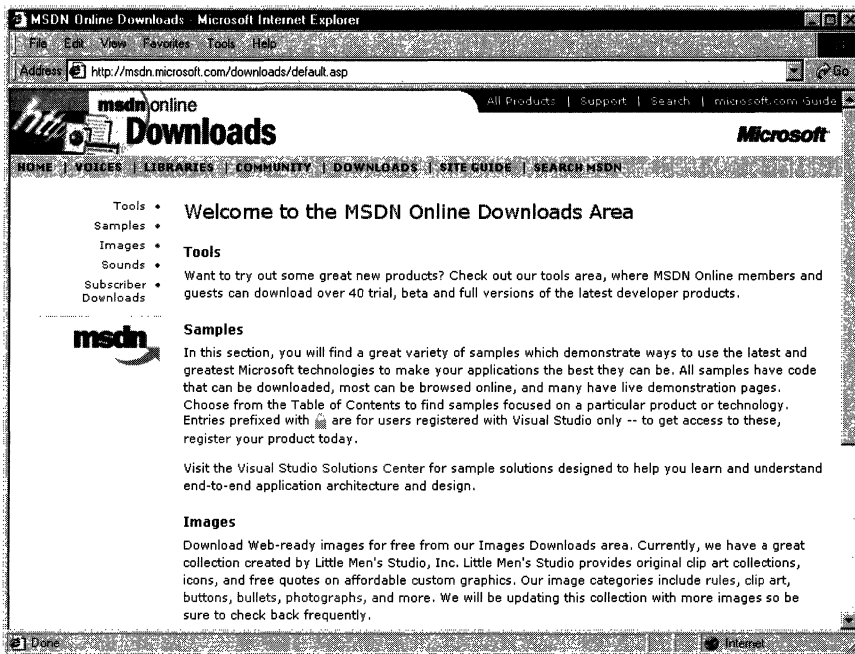 MSDN Online Downloads - Microsoft Internet Explorer
File Edit View Favorites Tools Help
Address http://msdn.microsoft.com/downloads/default.asp Go
All Products | Support | Search | microsoft.com Guide
http:
msdn online
Downloads
Microsoft
HOME | VOICES | LIBRARIES | COMMUNITY | DOWNLOADS | SITE GUIDE | SEARCH MSDN
Tools •
Samples •
Images •
Sounds •
Subscriber •
Downloads
msdn
Welcome to the MSDN Online Downloads Area
Tools
Want to try out some great new products? Check out our tools area, where MSDN Online members and
guests can download over 40 trial, beta and full versions of the latest developer products.
Samples
In this section, you will find a great variety of samples which demonstrate ways to use the latest and
greatest Microsoft technologies to make your applications the best they can be. All samples have code
that can be downloaded, most can be browsed online, and many have live demonstration pages.
Choose from the Table of Contents to find samples focused on a particular product or technology.
Entries prefixed with are for users registered with Visual Studio only -- to get access to these,
register your product today.
Visit the Visual Studio Solutions Center for sample solutions designed to help you learn and understand
end-to-end application architecture and design.
Images
Download Web-ready images for free from our Images Downloads area. Currently, we have a great
collection created by Little Men's Studio, Inc. Little Men's Studio provides original clip art collections,
icons, and free quotes on affordable custom graphics. Our image categories include rules, clip art,
buttons, bullets, photographs, and more. We will be updating this collection with more images so be
sure to check back frequently.
Done Internet